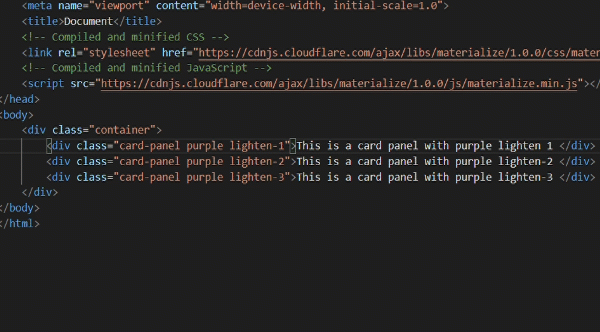 <meta name="viewport" content="width=device-width, initial-scale=1.0">
<title>Document</title>
<!-- Compiled and minified CSS -->
<link rel="stylesheet" href="https://cdnjs.cloudflare.com/ajax/libs/materialize/1.0.0/css/mater
<!-- Compiled and minified JavaScript -->
<script src="https://cdnjs.cloudflare.com/ajax/libs/materialize/1.0.0/js/materialize.min.js"></
</head>
<body>
<div class="container">
<div class="card-panel purple lighten-1">This is a card panel with purple lighten 1 </div>
<div class="card-panel purple lighten-2">This is a card panel with purple lighten-2 </div>
<div class="card-panel purple lighten-3">This is a card panel with purple lighten-3 </div>
</div>
</body>
</html>